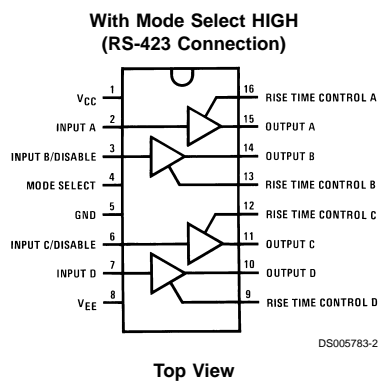 With Mode Select HIGH
(RS-423 Connection)
VCC 1
16 RISE TIME CONTROL A
INPUT A 2
15 OUTPUT A
INPUT B/DISABLE 3
14 OUTPUT B
MODE SELECT 4
13 RISE TIME CONTROL B
GND 5
12 RISE TIME CONTROL C
INPUT C/DISABLE 6
11 OUTPUT C
INPUT D 7
10 OUTPUT D
VEE 8
9 RISE TIME CONTROL D
DS005783-2
Top View